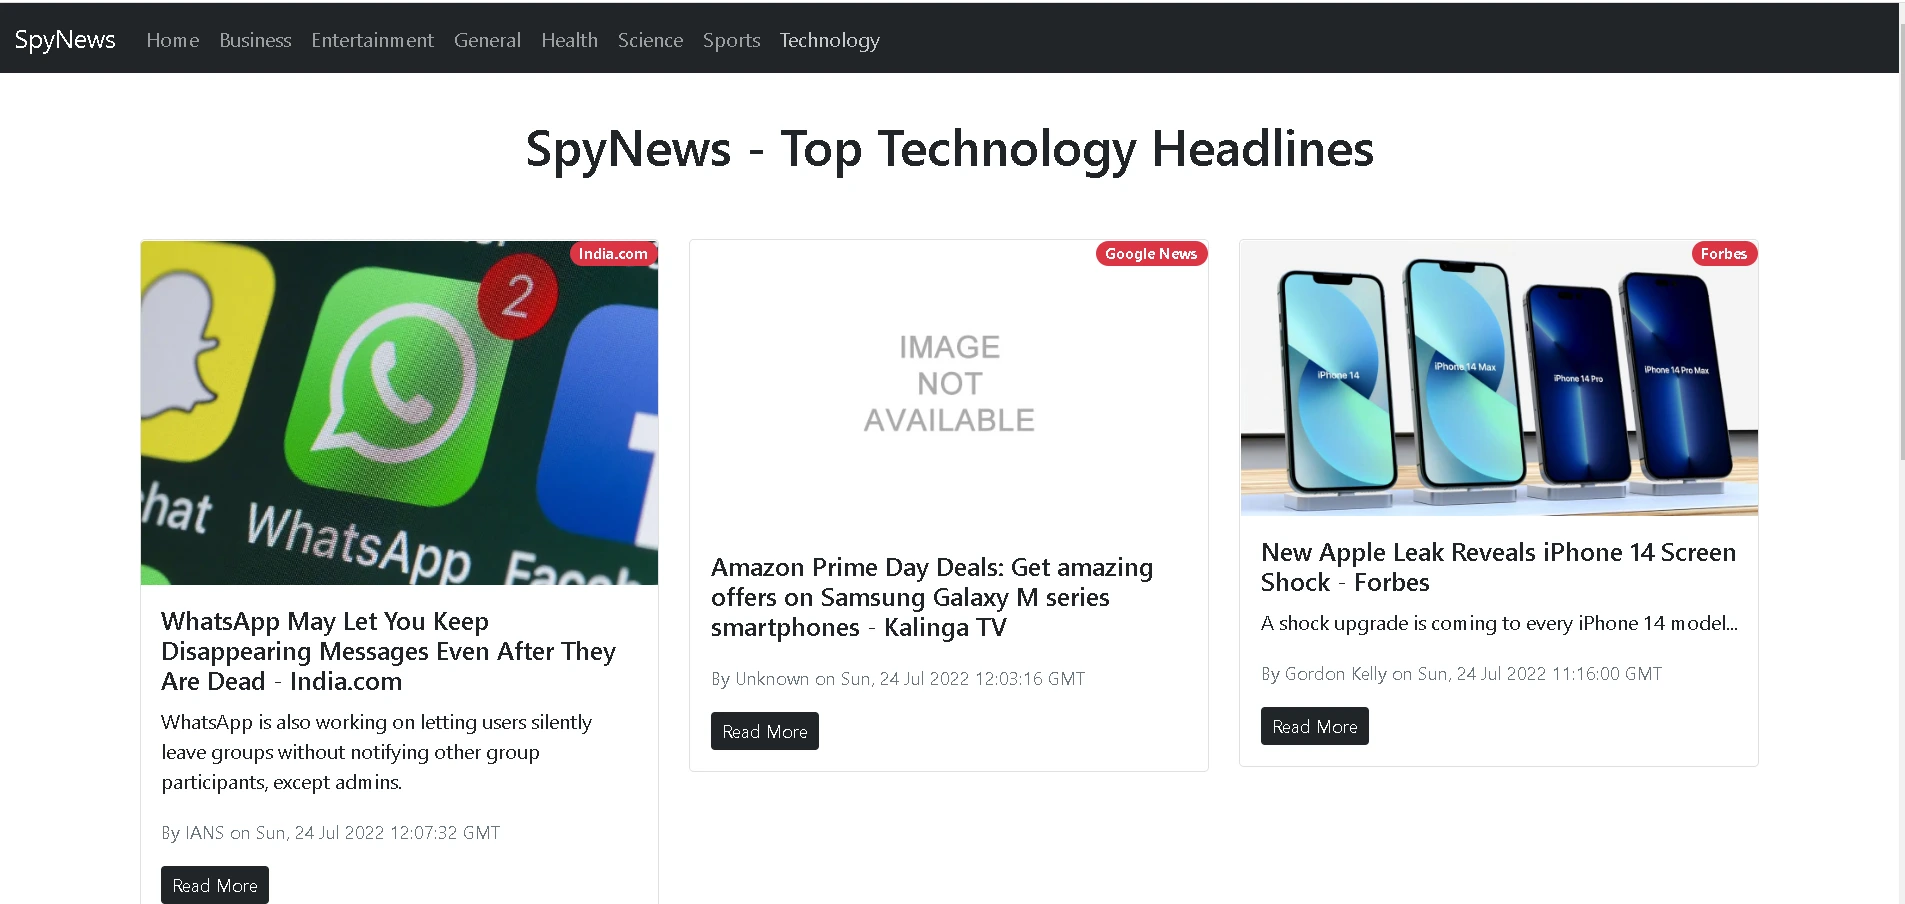 SpyNews Home Business Entertainment General Health Science Sports Technology
SpyNews - Top Technology Headlines
India.com
2
hat
WhatsApp
Faceb
WhatsApp May Let You Keep
Disappearing Messages Even After They
Are Dead - India.com
WhatsApp is also working on letting users silently
leave groups without notifying other group
participants, except admins.
By IANS on Sun, 24 Jul 2022 12:07:32 GMT
Read More
Google News
IMAGE
NOT
AVAILABLE
Amazon Prime Day Deals: Get amazing
offers on Samsung Galaxy M series
smartphones - Kalinga TV
By Unknown on Sun, 24 Jul 2022 12:03:16 GMT
Read More
Forbes
iPhone 14
iPhone 14 Max
iPhone 14 Pro
iPhone 14 Pro Max
New Apple Leak Reveals iPhone 14 Screen
Shock - Forbes
A shock upgrade is coming to every iPhone 14 model...
By Gordon Kelly on Sun, 24 Jul 2022 11:16:00 GMT
Read More